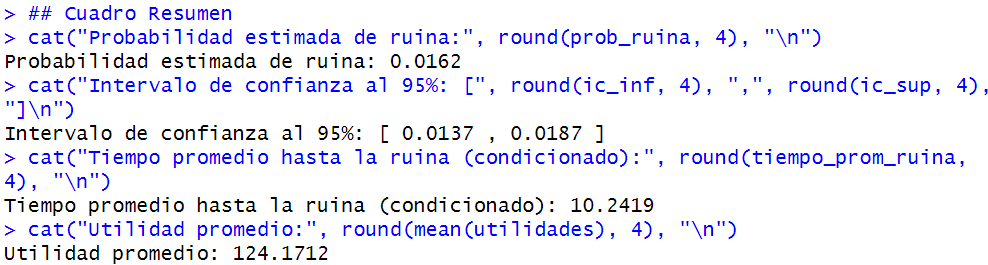 > ## Cuadro Resumen
> cat("Probabilidad estimada de ruina:", round(prob_ruina, 4), "\n")
Probabilidad estimada de ruina: 0.0162
> cat("Intervalo de confianza al 95%: [", round(ic_inf, 4), ",", round(ic_sup, 4),
"]\n")
Intervalo de confianza al 95%: [ 0.0137 , 0.0187 ]
> cat("Tiempo promedio hasta la ruina (condicionado):", round(tiempo_prom_ruina,
4), "\n")
Tiempo promedio hasta la ruina (condicionado): 10.2419
> cat("Utilidad promedio:", round(mean(utilidades), 4), "\n")
Utilidad promedio: 124.1712